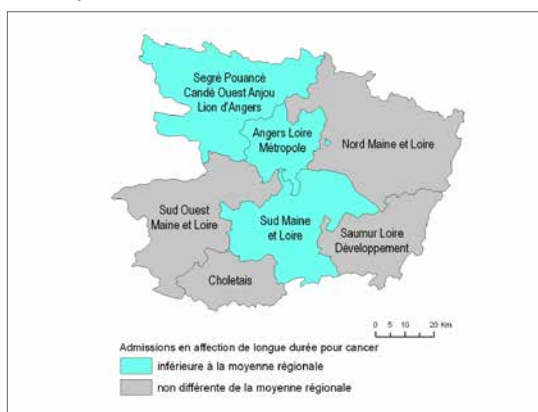 Segré Pouancé
Candé Ouest Anjou
Lion d'Angers
Angers Loire
Métropole
Nord Maine et Loire
Sud Ouest
Maine et Loire
Sud Maine
et Loire
Saumur Loire
Développement
Choletais
0 5 10 20 Km
Admissions en affection de longue durée pour cancer
inférieure à la moyenne régionale
non différente de la moyenne régionale